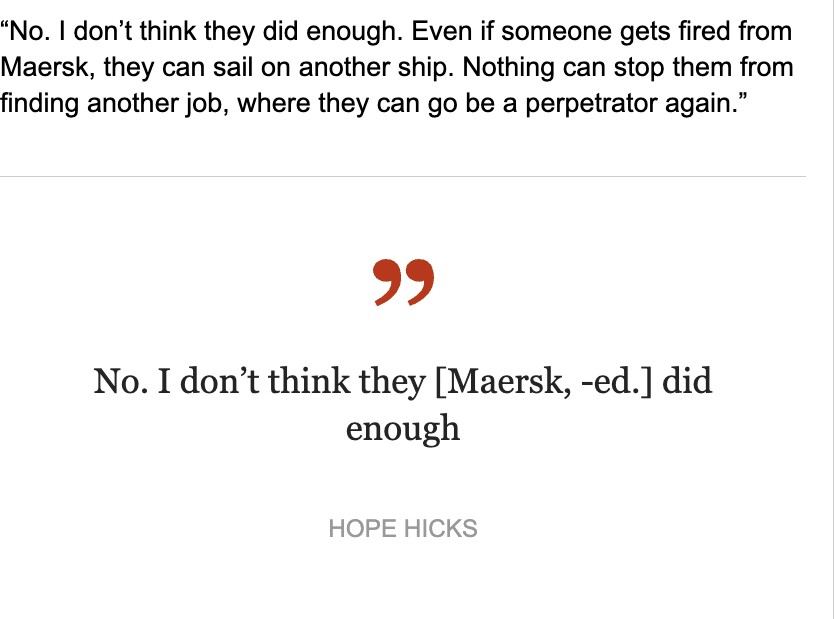 “No. I don’t think they did enough. Even if someone gets fired from
Maersk, they can sail on another ship. Nothing can stop them from
finding another job, where they can go be a perpetrator again.”
”
No. I don’t think they [Maersk, -ed.] did
enough
HOPE HICKS